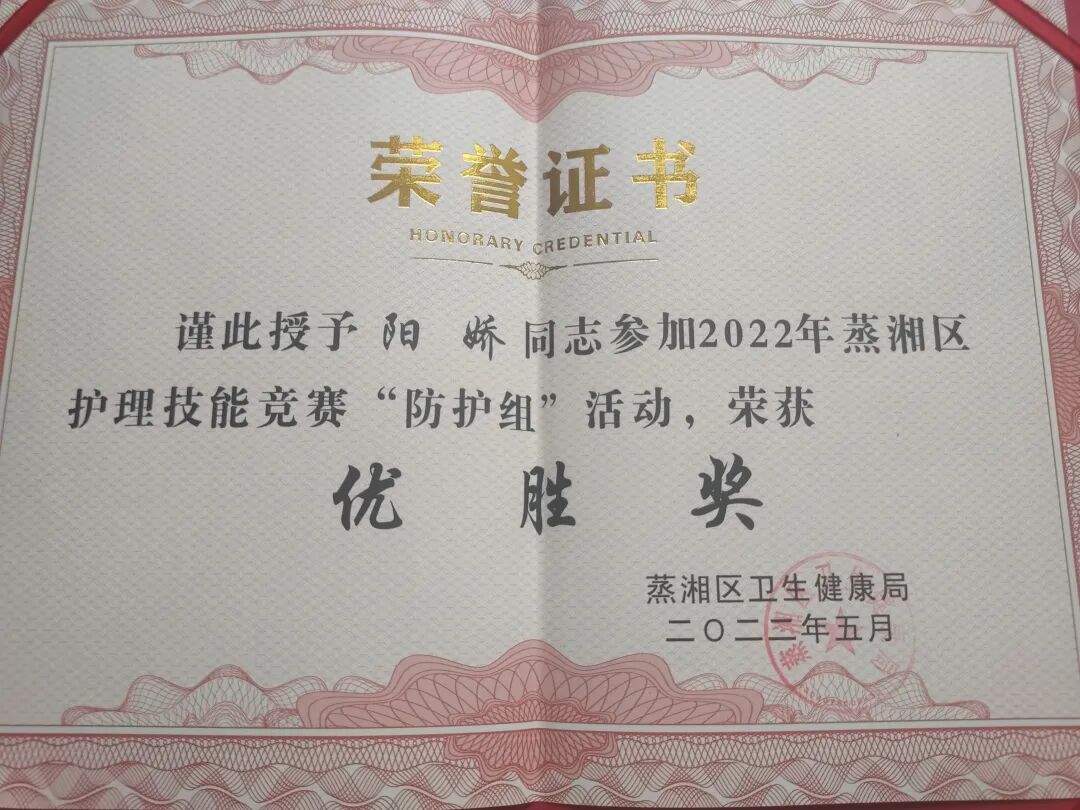 荣誉证书
HONORARY CREDENTIAL
谨此授予 阳 娇 同志参加2022年蒸湘区
护理技能竞赛“防护组”活动，荣获
优 胜 奖
蒸湘区卫生健康局
二〇二二年五月